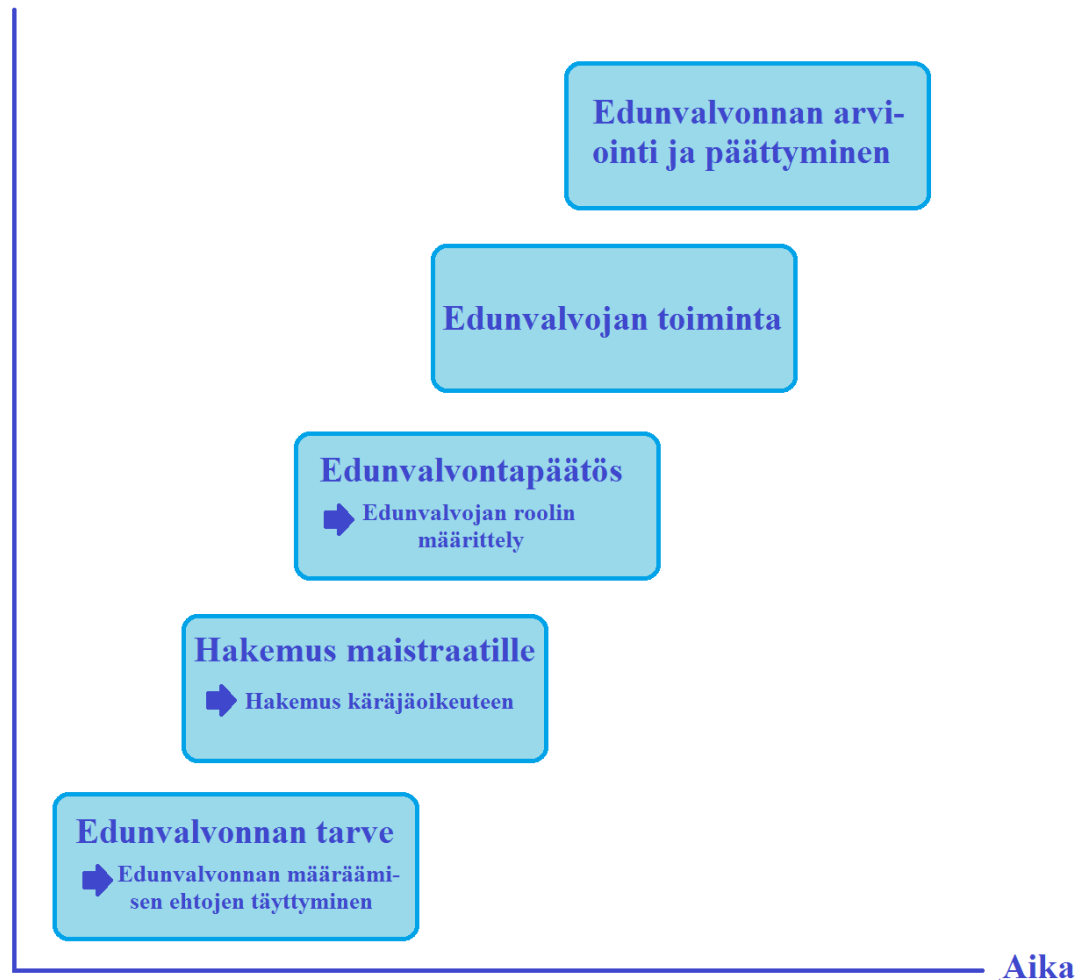 Edunvalvonnan arvi-
ointi ja päättyminen
Edunvalvojan toiminta
Edunvalvontapäätös
Edunvalvojan roolin
määrittely
Hakemus maistraatille
Hakemus käräjäoikeuteen
Edunvalvonnan tarve
Edunvalvonnan määräämi-
sen ehtojen täyttyminen
Aika